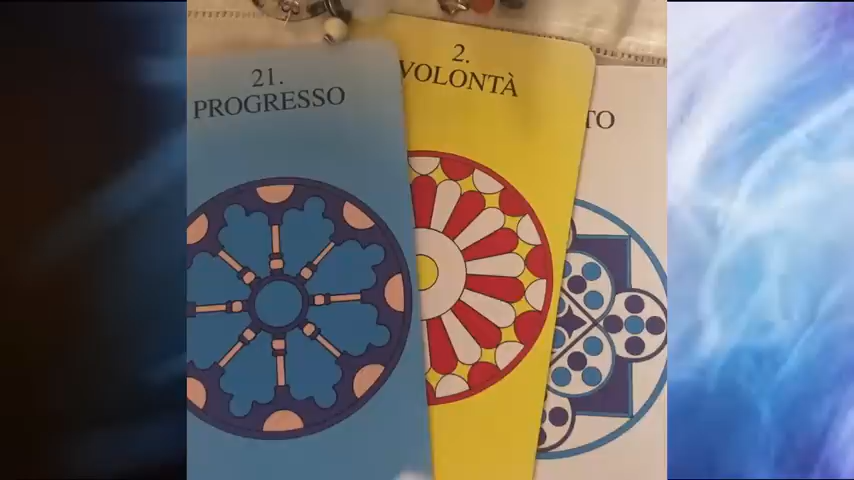 21.
PROGRESSO
2.
VOLONTÀ
TO